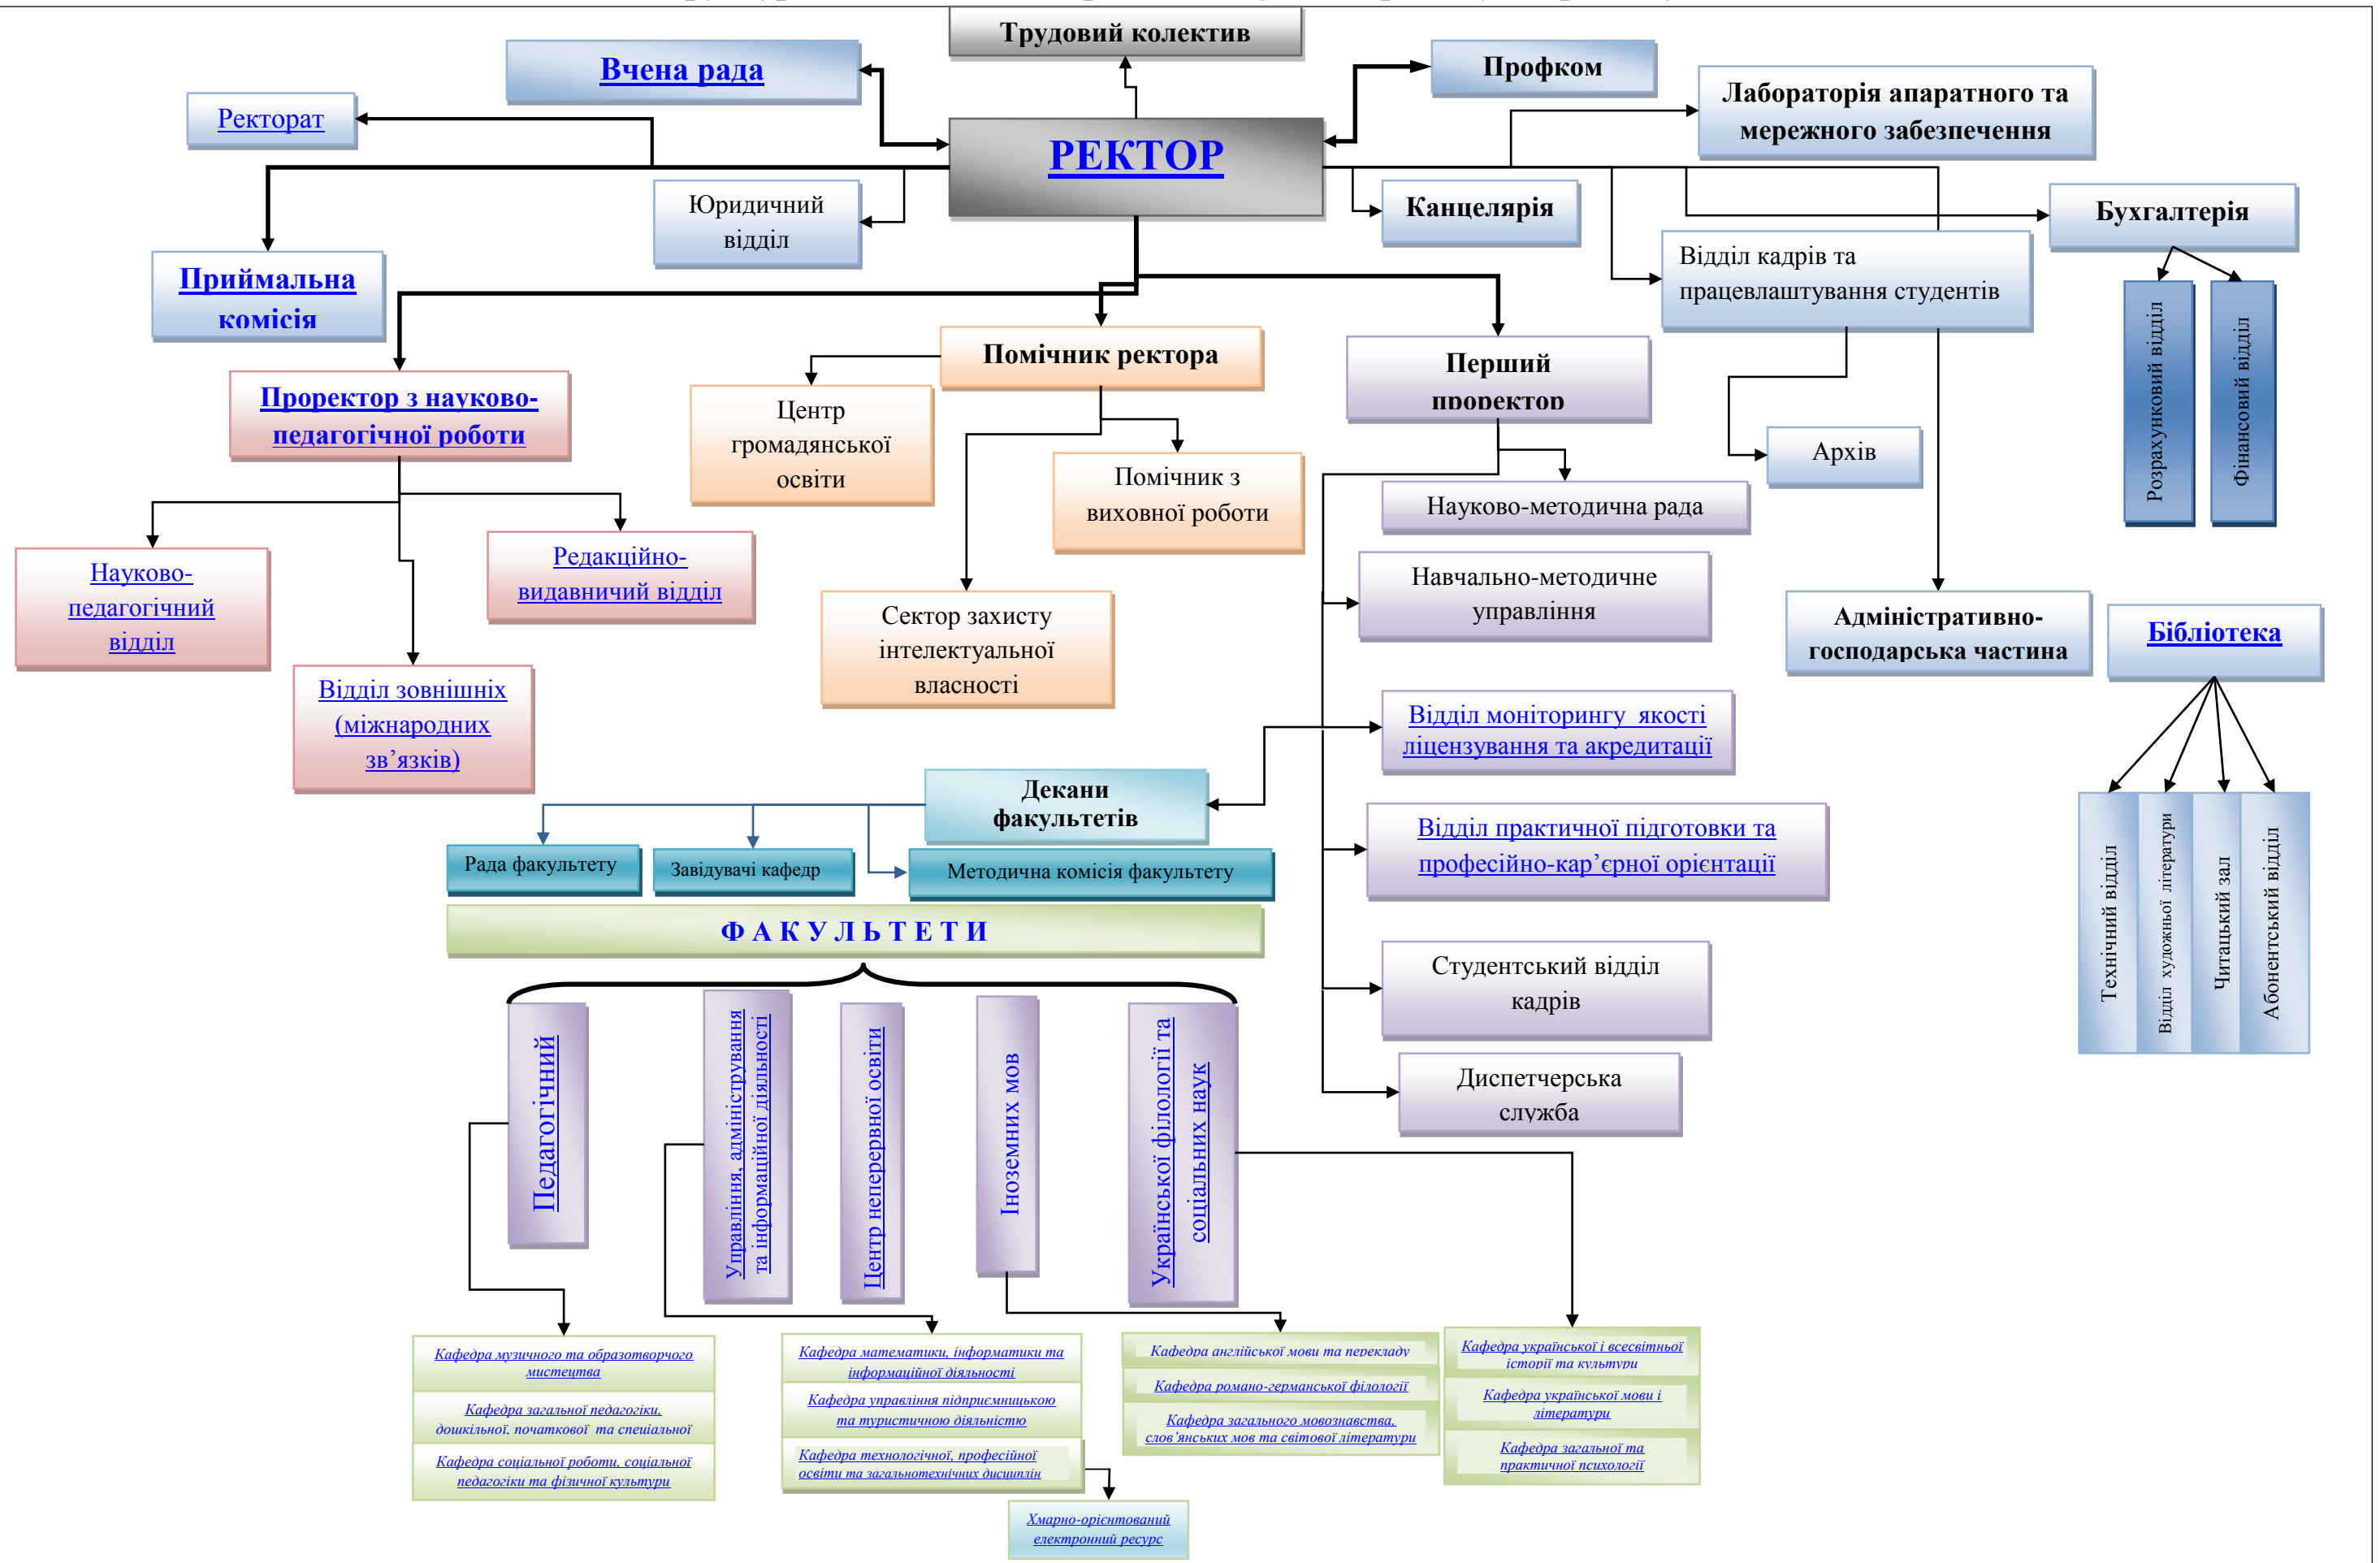 Трудовий колектив
Вчена рада
Профком
Ректорат
Лабораторія апаратного та
мережного забезпечення
РЕКТОР
Юридичний
відділ
Канцелярія
Бухгалтерія
Приймальна
комісія
Відділ кадрів та
працевлаштування студентів
Розрахунковий відділ
Фінансовий відділ
Помічник ректора
Перший
проректор
Проректор з науково-
педагогічної роботи
Центр
громадянської
освіти
Помічник з
виховної роботи
Архів
Науково-методична рада
Науково-
педагогічний
відділ
Редакційно-
видавничий відділ
Навчально-методичне
управління
Сектор захисту
інтелектуальної
власності
Адміністративно-
господарська частина
Бібліотека
Відділ зовнішніх
(міжнародних
зв’язків)
Відділ моніторингу якості
ліцензування та акредитації
Декани
факультетів
Рада факультету
Завідувачі кафедр
Методична комісія факультету
Відділ практичної підготовки та
професійно-кар’єрної орієнтації
Технічний відділ
Відділ художньої літератури
Читацький зал
Абонентський відділ
Ф А К У Л Ь Т Е Т И
Студентський відділ
кадрів
Диспетчерська
служба
Педагогічний
Управління, адміністрування
та інформаційної діяльності
Центр неперервної освіти
Іноземних мов
Української філології та
соціальних наук
Кафедра музичного та образотворчого
мистецтва
Кафедра загальної педагогіки,
дошкільної, початкової та спеціальної
Кафедра соціальної роботи, соціальної
педагогіки та фізичної культури
Кафедра математики, інформатики та
інформаційної діяльності
Кафедра управління підприємницькою
та туристичною діяльністю
Кафедра технологічної, професійної
освіти та загальнотехнічних дисциплін
Хмарно-орієнтований
електронний ресурс
Кафедра англійської мови та перекладу
Кафедра романо-германської філології
Кафедра загального мовознавства,
слов’янських мов та світової літератури
Кафедра української і всесвітньої
історії та культури
Кафедра української мови і
літератури
Кафедра загальної та
практичної психології